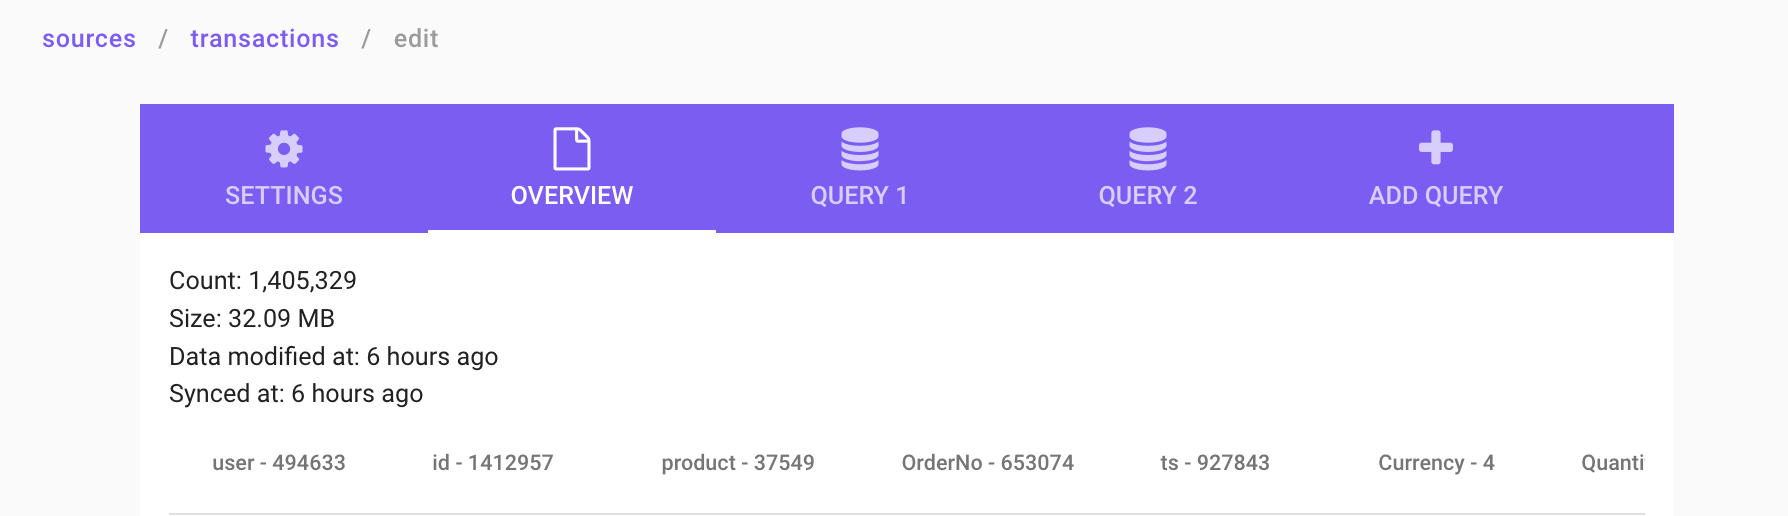 sources / transactions / edit
SETTINGS OVERVIEW QUERY 1 QUERY 2 ADD QUERY
Count: 1,405,329
Size: 32.09 MB
Data modified at: 6 hours ago
Synced at: 6 hours ago
user - 494633 id - 1412957 product - 37549 OrderNo - 653074 ts - 927843 Currency - 4 Quanti